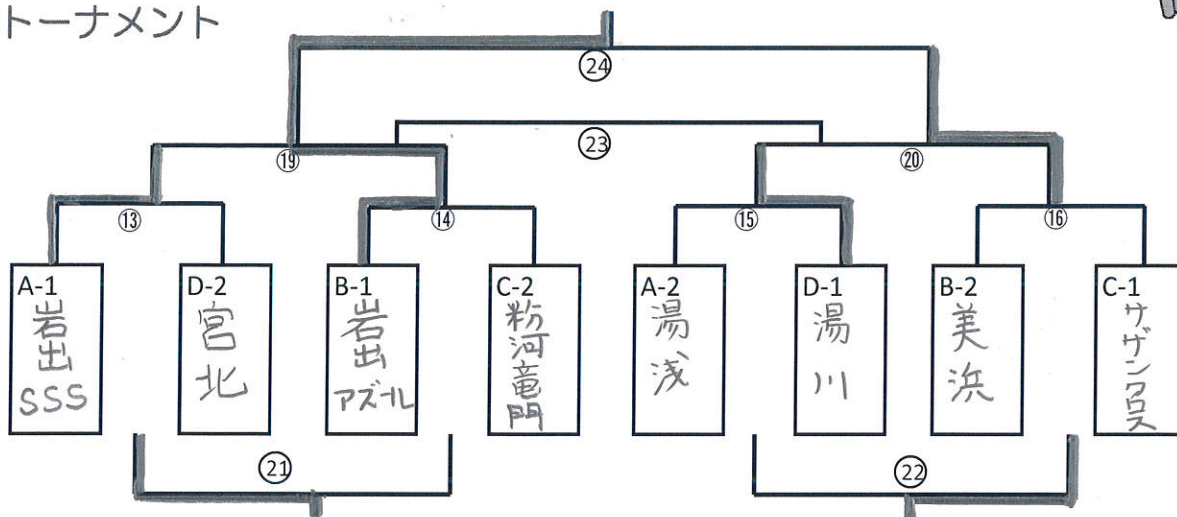 トーナメント
㉔
㉓
⑲
⑳
⑬
⑭
⑮
⑯
A-1
岩出
SSS
D-2
宮北
B-1
岩出
アズール
C-2
粉河竜門
A-2
湯浅
D-1
湯川
B-2
美浜
C-1
サザンクロス
㉑
㉒